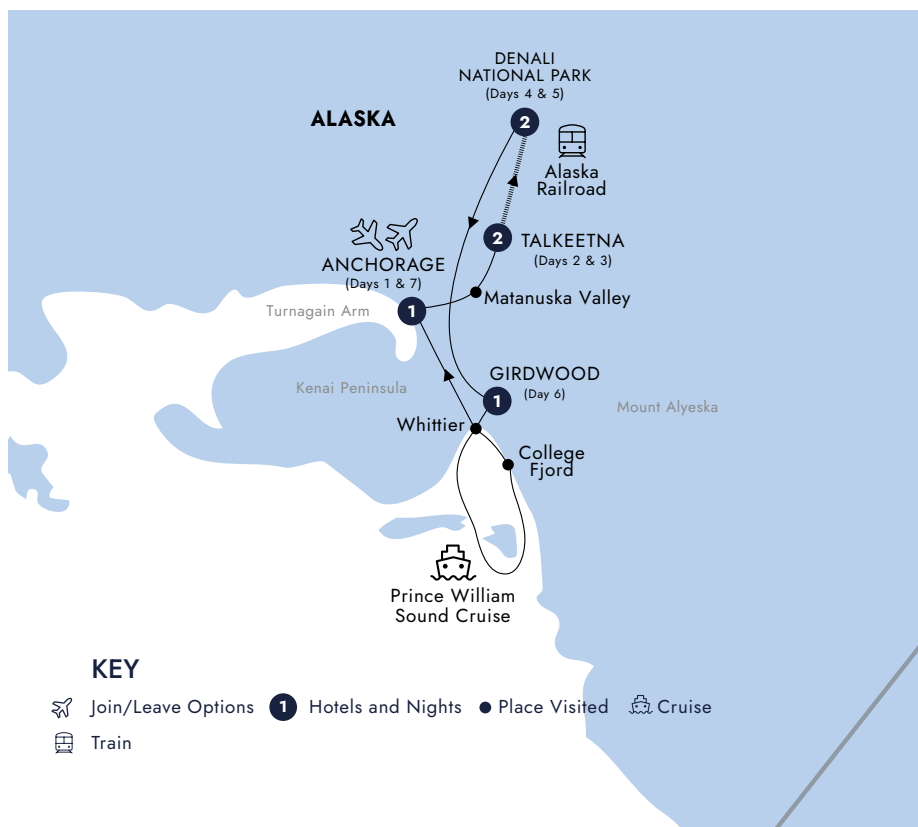 DENALI
NATIONAL PARK
(Days 4 & 5)
ALASKA
2
Alaska
Railroad
2
TALKEETNA
(Days 2 & 3)
ANCHORAGE
(Days 1 & 7)
Matanuska Valley
Turnagain Arm
1
GIRDWOOD
(Day 6)
Kenai Peninsula
1
Mount Alyeska
Whittier
College
Fjord
Prince William
Sound Cruise
KEY
Join/Leave Options
1
Hotels and Nights
Place Visited
Cruise
Train